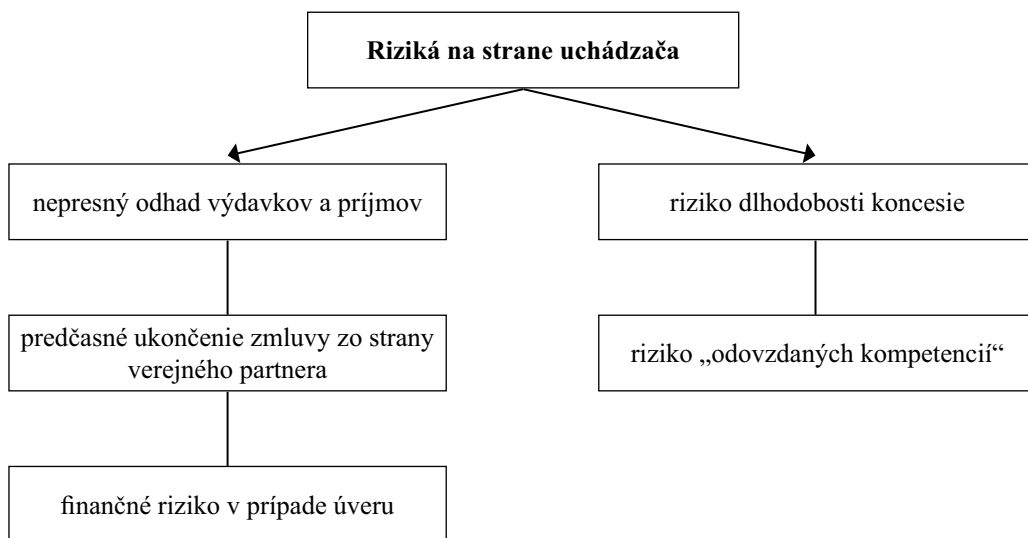 Riziká na strane uchádzača
nepresný odhad výdavkov a príjmov
riziko dlhodobosti koncesie
predčasné ukončenie zmluvy zo strany
verejného partnera
riziko „odovzdaných kompetencií“
finančné riziko v prípade úveru